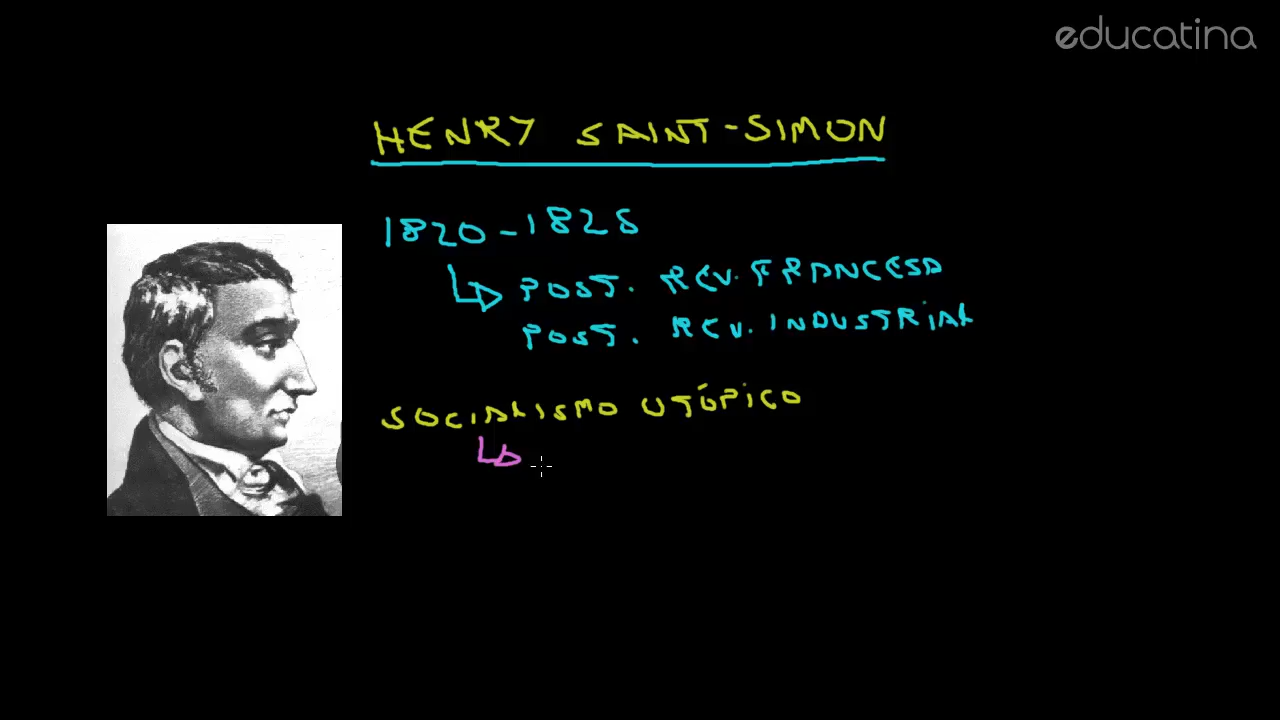 educatina
HENRY SAINT-SIMON
1820-1825
POST. REV. FRANCESA
POST. REV. INDUSTRIAL
SOCIALISMO UTÓPICO